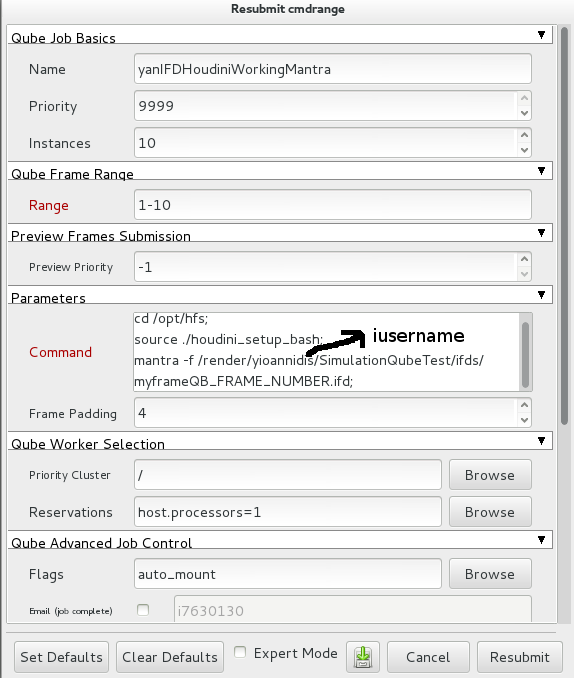 Resubmit cmdrange
Qube Job Basics
Name yanIFDHoudiniWorkingMantra
Priority 9999
Instances 10
Qube Frame Range
Range 1-10
Preview Frames Submission
Preview Priority -1
Parameters
Command
cd /opt/hfs;
source ./houdini_setup_bash;
iusername
mantra -f /render/yioannidis/SimulationQubeTest/ifds/
myframeQB_FRAME_NUMBER.ifd;
Frame Padding 4
Qube Worker Selection
Priority Cluster / Browse
Reservations host.processors=1 Browse
Qube Advanced Job Control
Flags auto_mount Browse
Email (job complete) i7630130
Set Defaults Clear Defaults Expert Mode Cancel Resubmit